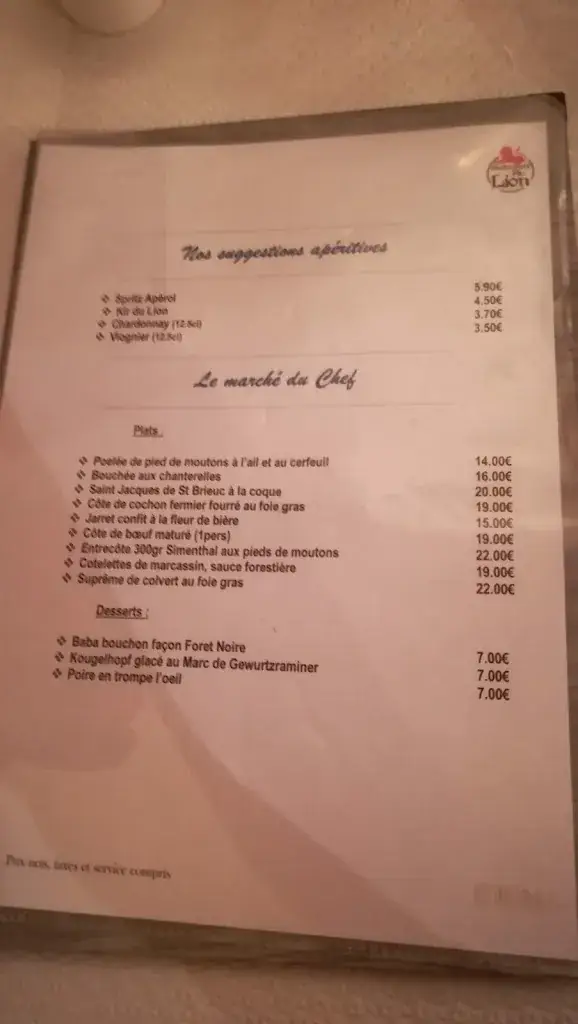 Lion
Nos suggestions apéritives
Spritz Apérol 5.90€
Kir du Lion 4.50€
Chardonnay (12.5cl) 3.70€
Viognier (12.5cl) 3.50€
Le marché du Chef
Plats :
Poelée de pied de moutons à l'ail et au cerfeuil 14.00€
Bouchée aux chanterelles 16.00€
Saint Jacques de St Brieuc à la coque 20.00€
Côte de cochon fermier fourré au foie gras 19.00€
Jarret confit à la fleur de bière 15.00€
Côte de bœuf maturé (1pers) 19.00€
Entrecôte 300gr Simenthal aux pieds de moutons 22.00€
Cotelettes de marcassin, sauce forestière 19.00€
Suprême de colvert au foie gras 22.00€
Desserts :
Baba bouchon façon Foret Noire 7.00€
Kougelhopf glacé au Marc de Gewurtzraminer 7.00€
Poire en trompe l'oeil 7.00€
Prix nets, taxes et service compris